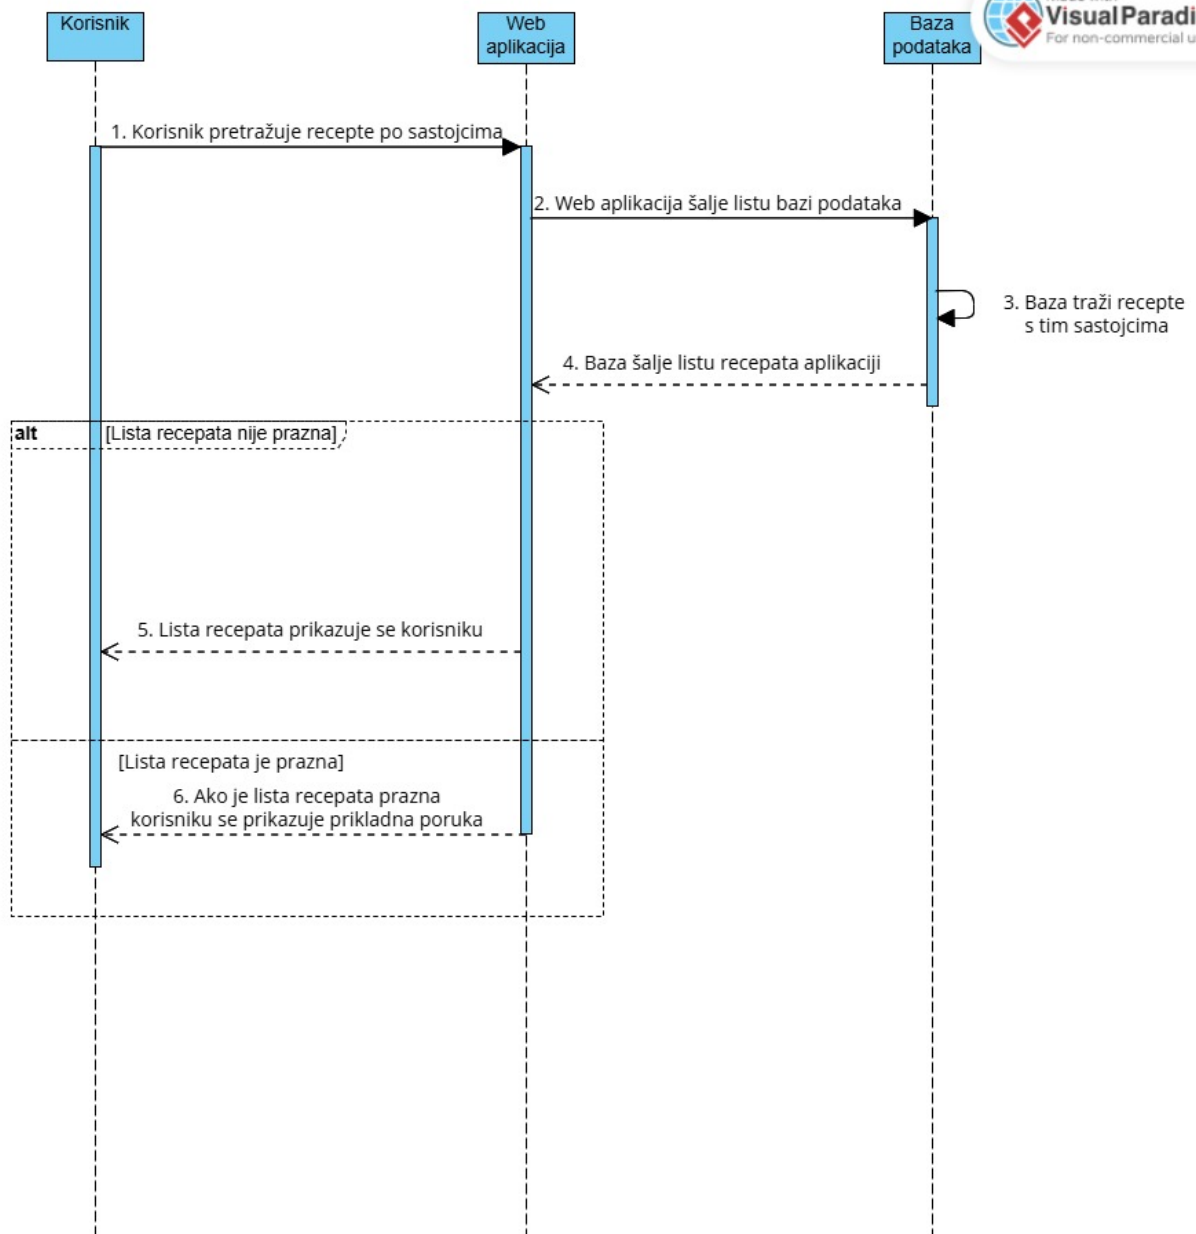 Korisnik
Web
aplikacija
Baza
podataka
VisualParadi
For non-commercial u
1. Korisnik pretražuje recepte po sastojcima
2. Web aplikacija šalje listu bazi podataka
3. Baza traži recepte
s tim sastojcima
4. Baza šalje listu recepata aplikaciji
alt [Lista recepata nije prazna]
5. Lista recepata prikazuje se korisniku
[Lista recepata je prazna]
6. Ako je lista recepata prazna
korisniku se prikazuje prikladna poruka